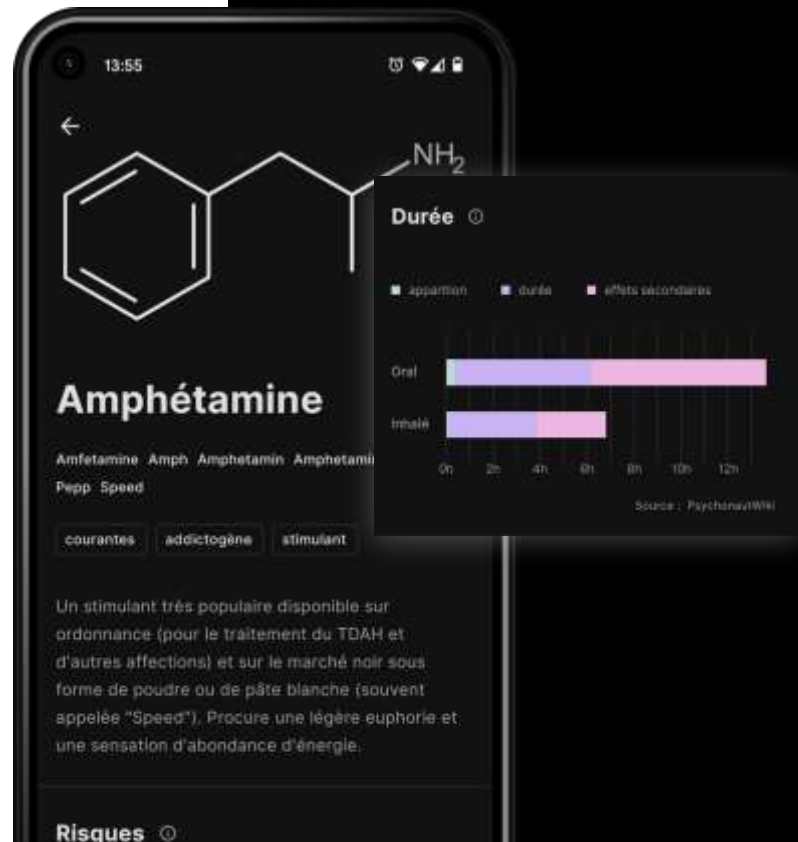 13:55
NH2
Durée
apparition durée effets secondaires
Oral
Inhalé
0h 2h 4h 6h 8h 10h 12h
Source : PsychonautWiki
Amphétamine
Amfetamine Amph Amphetamin
Pepp Speed
courantes addictogène stimulant
Un stimulant très populaire disponible sur
ordonnance (pour le traitement du TDAH et
d'autres affections) et sur le marché noir sous
forme de poudre ou de pâte blanche (souvent
appelée "Speed"). Procure une légère euphorie et
une sensation d'abondance d'énergie.
Risques